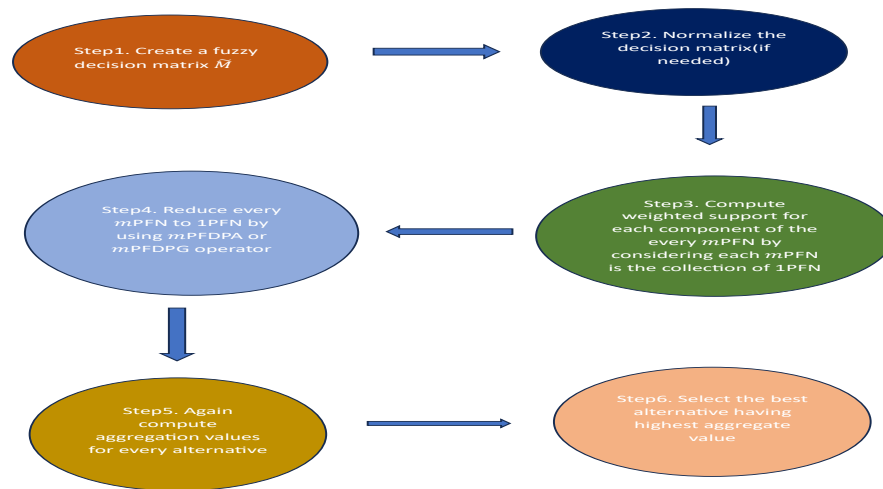 Step1. Create a fuzzy
decision matrix M̃
Step2. Normalize the
decision matrix(if
needed)
Step3. Compute
weighted support for
each component of the
every mPFN by
considering each mPFN
is the collection of 1PFN
Step4. Reduce every
mPFN to 1PFN by
using mPFDPA or
mPFDPG operator
Step5. Again
compute
aggregation values
for every alternative
Step6. Select the best
alternative having
highest aggregate
value